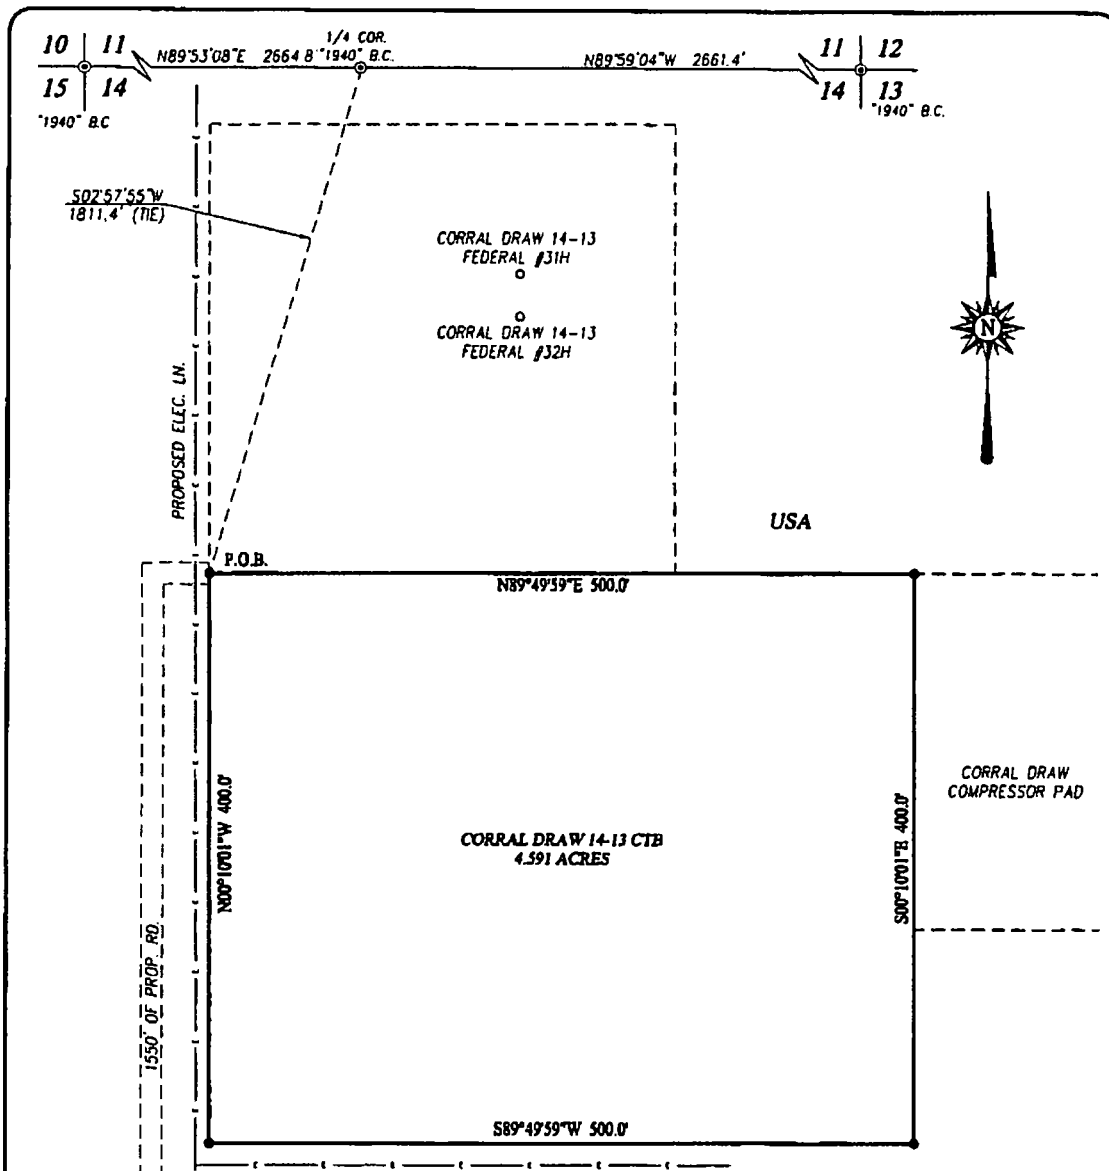 1/4 COR.
10 11
N89°53'08"E 2664.8' "1940" B.C.
N89°59'04"W 2661.4'
11 12
15 14
"1940" B.C
14 13
"1940" B.C.
S02°57'55"W
1811.4' (TIE)
CORRAL DRAW 14-13
FEDERAL #31H
CORRAL DRAW 14-13
FEDERAL #32H
N
PROPOSED ELEC. LN.
USA
P.O.B.
N89°49'59"E 500.0'
CORRAL DRAW
COMPRESSOR PAD
N00°10'01"W 400.0'
S00°10'01"E 400.0'
CORRAL DRAW 14-13 CTB
4.591 ACRES
1550' OF PROP. RD.
S89°49'59"W 500.0'
E E E E E E E